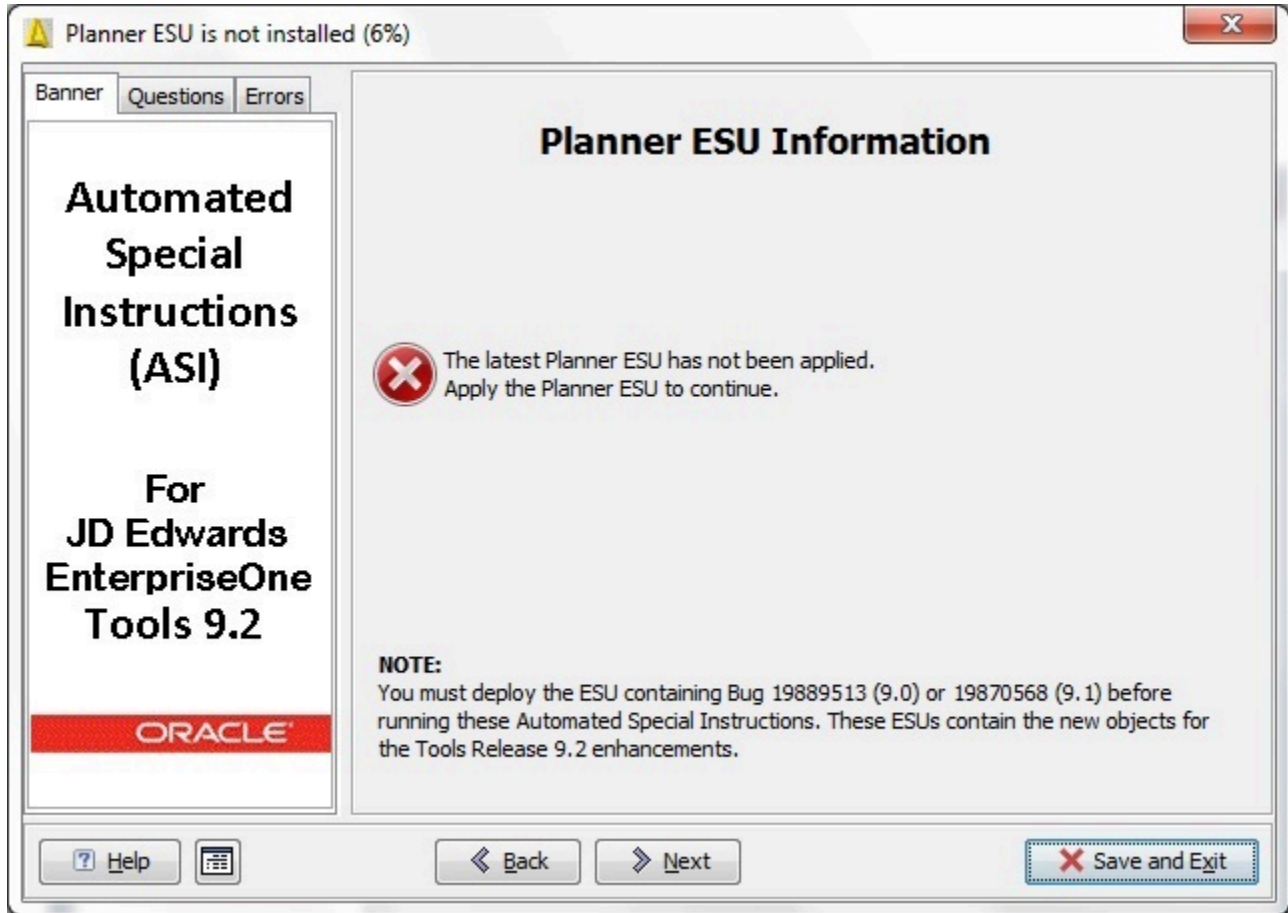 Planner ESU is not installed (6%)
Banner Questions Errors
Automated
Special
Instructions
(ASI)
For
JD Edwards
EnterpriseOne
Tools 9.2
ORACLE
Planner ESU Information
The latest Planner ESU has not been applied.
Apply the Planner ESU to continue.
NOTE:
You must deploy the ESU containing Bug 19889513 (9.0) or 19870568 (9.1) before
running these Automated Special Instructions. These ESUs contain the new objects for
the Tools Release 9.2 enhancements.
Help Back Next Save and Exit